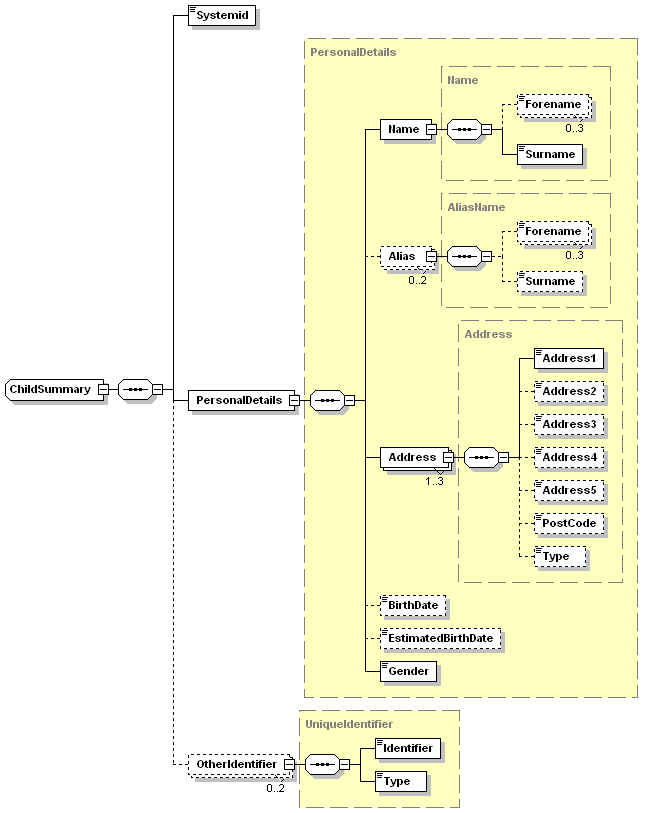 Systemid
PersonalDetails
Name
Forename
0..3
Name
Surname
AliasName
Forename
0..3
Alias
0..2
Surname
Address
Address1
ChildSummary
PersonalDetails
Address2
Address3
Address
1..3
Address4
Address5
PostCode
Type
BirthDate
EstimatedBirthDate
Gender
UniqueIdentifier
Identifier
OtherIdentifier
0..2
Type